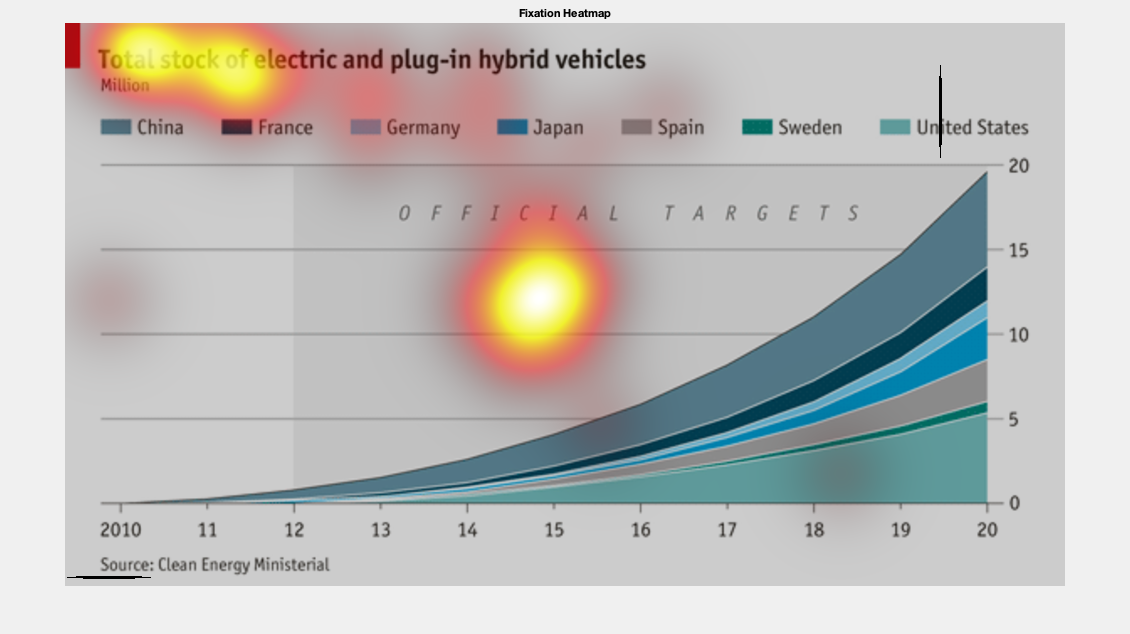 Fixation Heatmap
Total stock of electric and plug-in hybrid vehicles
Million
China France Germany Japan Spain Sweden United States
20
OFFICIAL TARGETS
15
10
5
0
2010 11 12 13 14 15 16 17 18 19 20
Source: Clean Energy Ministerial